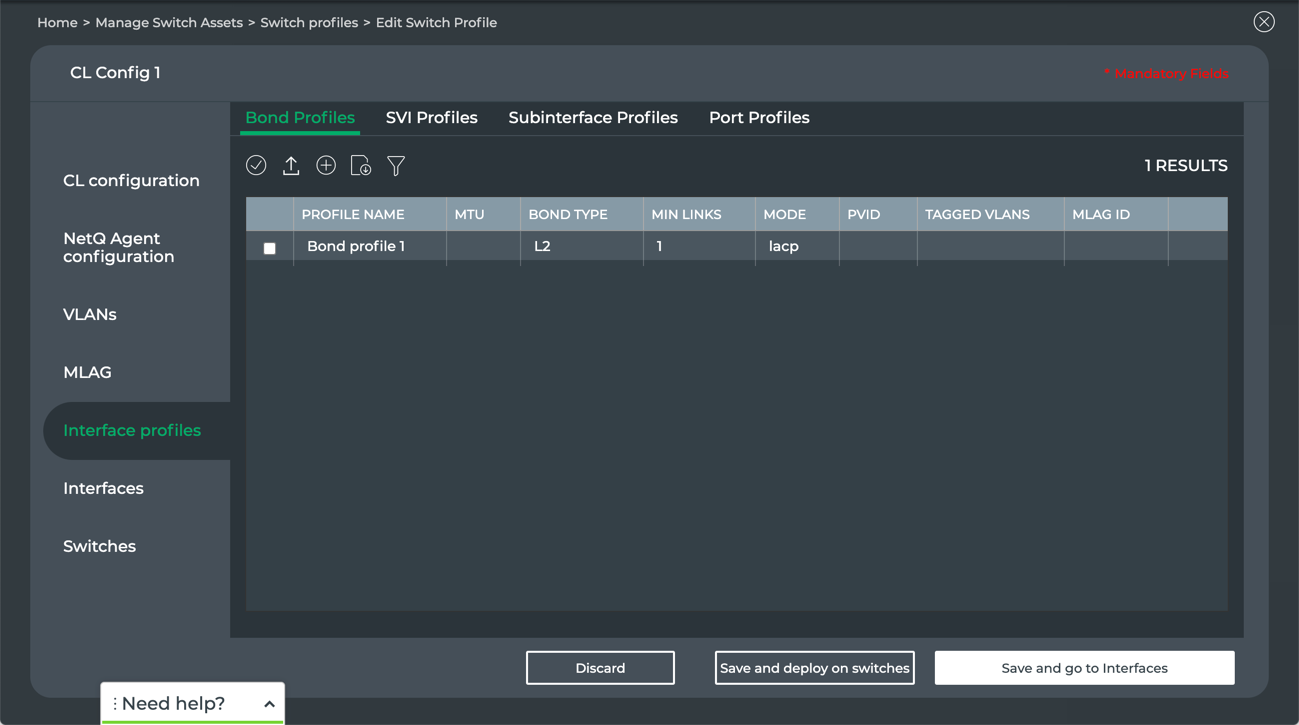 Home > Manage Switch Assets > Switch profiles > Edit Switch Profile
CL Config 1
* Mandatory Fields
CL configuration
NetQ Agent
configuration
VLANs
MLAG
Interface profiles
Interfaces
Switches
Bond Profiles SVI Profiles Subinterface Profiles Port Profiles
1 RESULTS
PROFILE NAME MTU BOND TYPE MIN LINKS MODE PVID TAGGED VLANS MLAG ID
Bond profile 1 L2 1 lacp
Discard Save and deploy on switches Save and go to Interfaces
Need help?